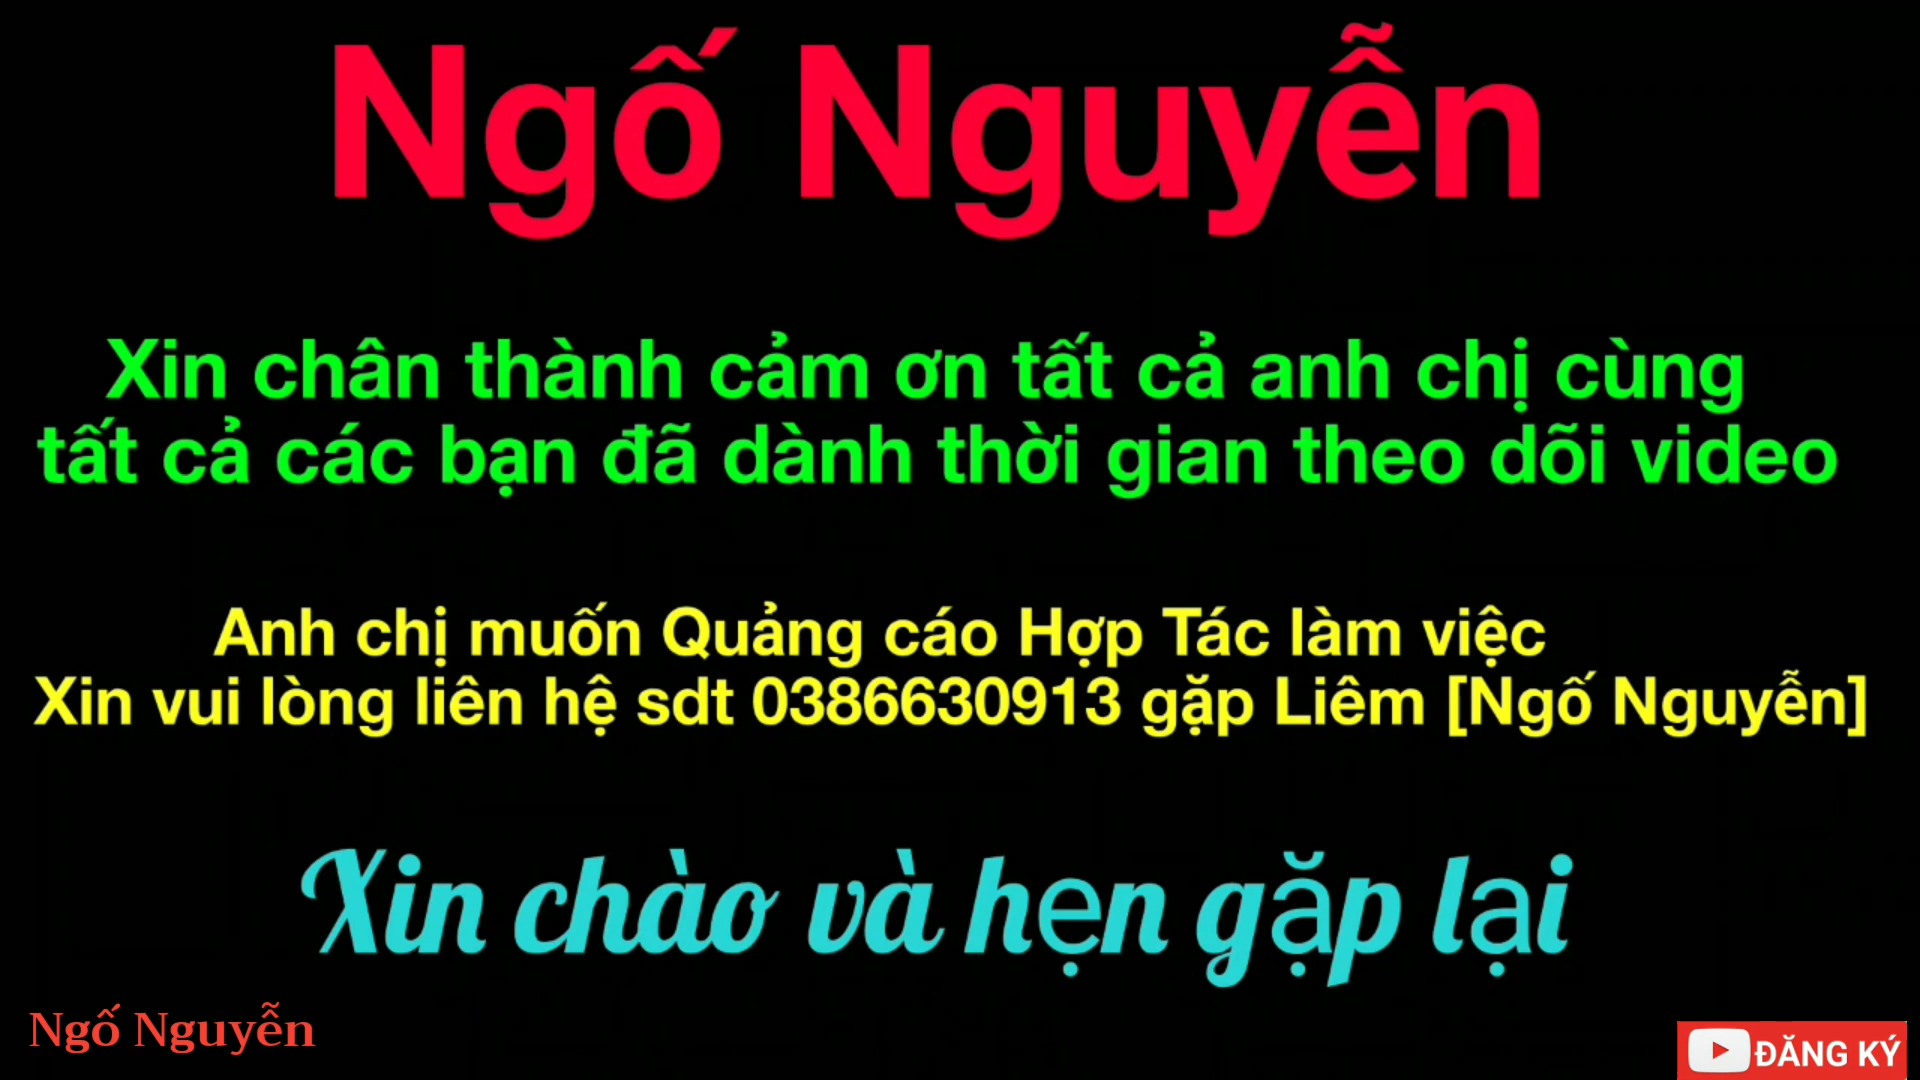 Ngố Nguyễn
Xin chân thành cảm ơn tất cả anh chị cùng
tất cả các bạn đã dành thời gian theo dõi video
Anh chị muốn Quảng cáo Hợp Tác làm việc
Xin vui lòng liên hệ sdt 0386630913 gặp Liêm [Ngố Nguyễn]
Xin chào và hẹn gặp lại
Ngố Nguyễn
ĐĂNG KÝ